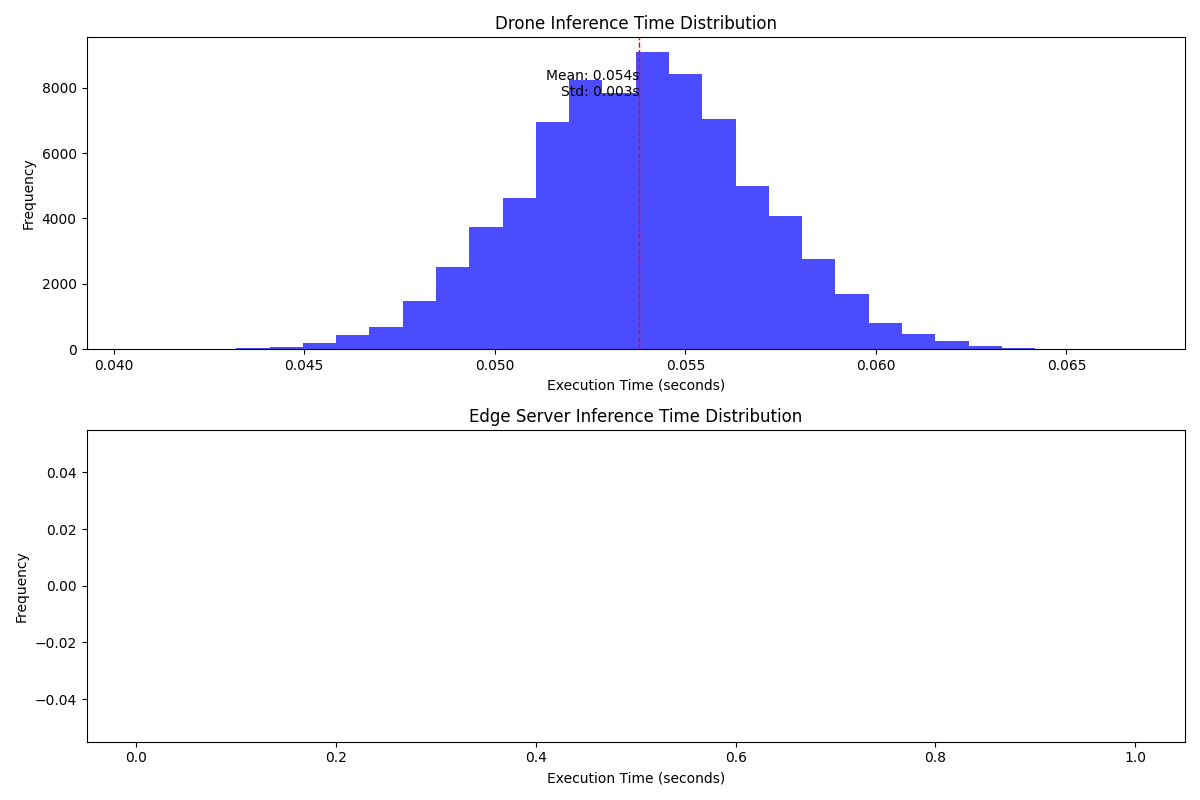 Drone Inference Time Distribution
Mean: 0.054s
Std: 0.003s
8000
6000
4000
2000
0
Frequency
0.040 0.045 0.050 0.055 0.060 0.065
Execution Time (seconds)
Edge Server Inference Time Distribution
0.04
0.02
0.00
−0.02
−0.04
Frequency
0.0 0.2 0.4 0.6 0.8 1.0
Execution Time (seconds)